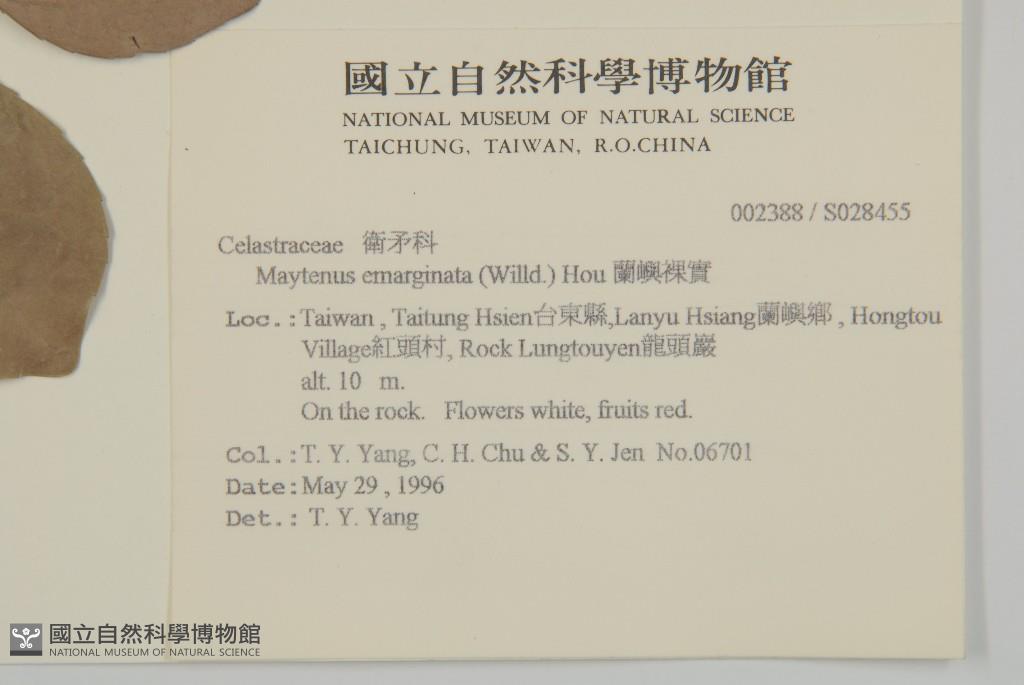 國立自然科學博物館
NATIONAL MUSEUM OF NATURAL SCIENCE
TAICHUNG, TAIWAN, R.O.CHINA
002388 / S028455
Celastraceae 衛矛科
Maytenus emarginata (Willd.) Hou 蘭嶼裸實
Loc.:Taiwan , Taitung Hsien台東縣,Lanyu Hsiang蘭嶼鄉 , Hongtou
Village紅頭村, Rock Lungtouyen龍頭巖
alt. 10 m.
On the rock. Flowers white, fruits red.
Col.:T. Y. Yang, C. H. Chu & S. Y. Jen No.06701
Date:May 29 , 1996
Det.: T. Y. Yang
國立自然科學博物館
NATIONAL MUSEUM OF NATURAL SCIENCE